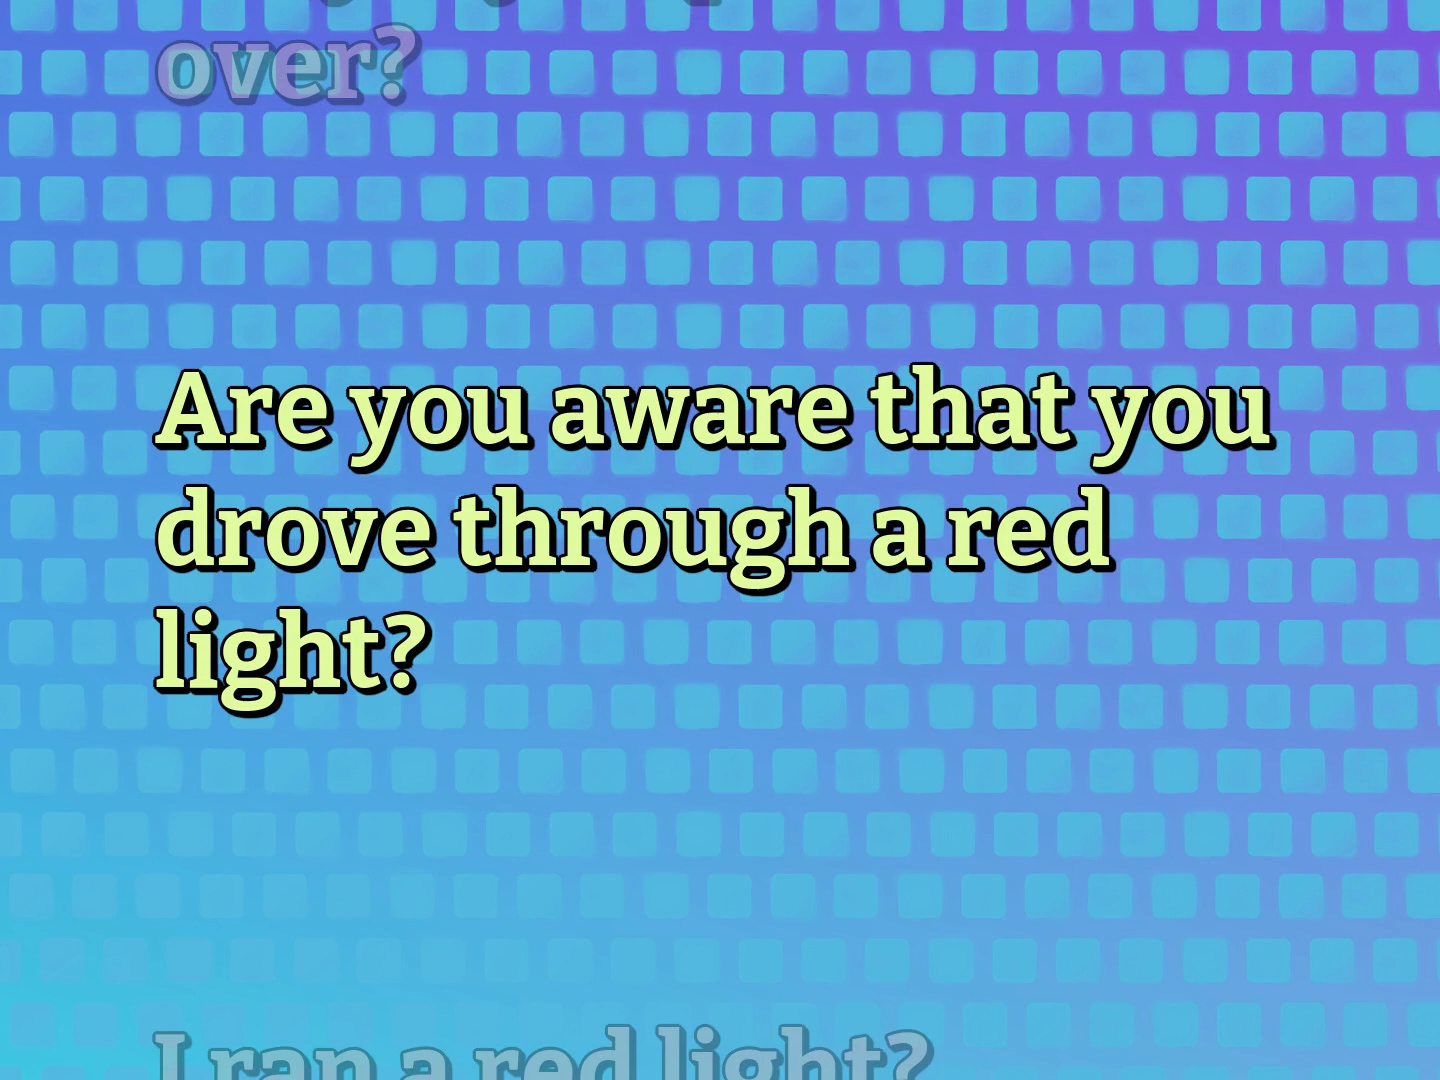 over?
Are you aware that you
drove through a red
light?
I ran a red light?